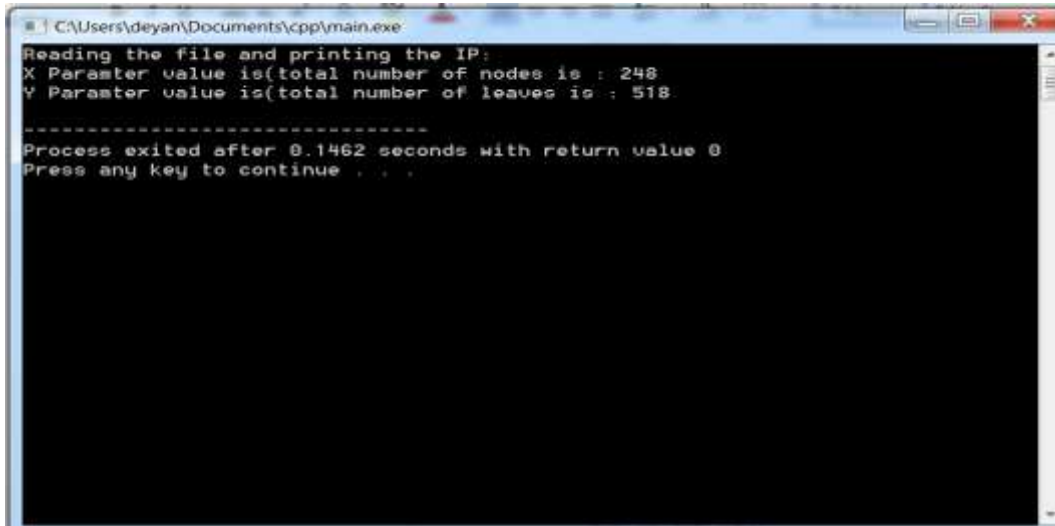 C:\Users\deyan\Documents\cpp\main.exe
Reading the file and printing the IP:
X Paramter value is(total number of nodes is : 248
Y Paramter value is(total number of leaves is : 518
--------------------------------
Process exited after 0.1462 seconds with return value 0
Press any key to continue . . .